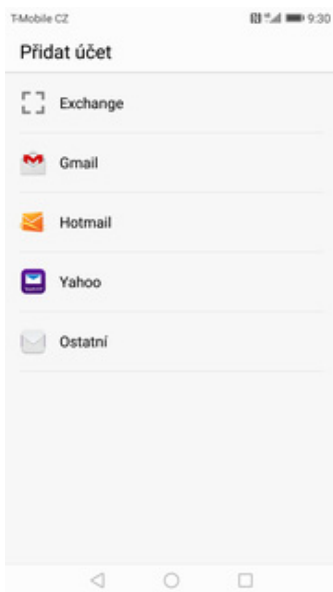 T-Mobile CZ 9:30
Přidat účet
Exchange
Gmail
Hotmail
Yahoo
Ostatní